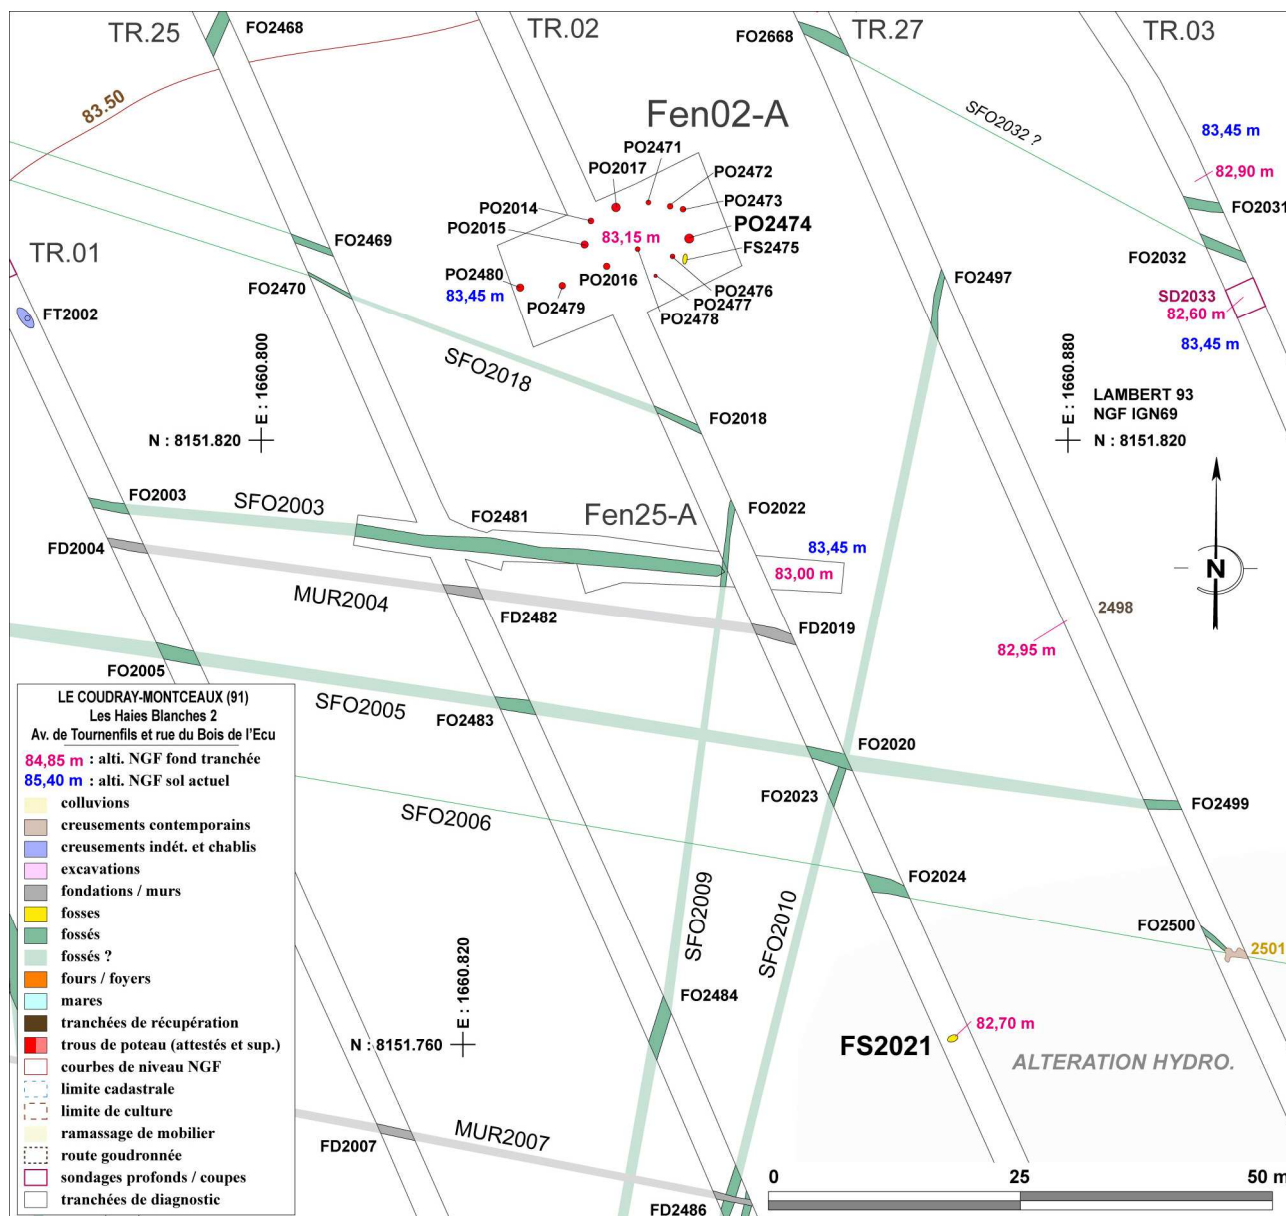 TR.25
FO2468
TR.02
FO2668
TR.27
TR.03
83.50
Fen02-A
SFO2032 ?
83,45 m
82,90 m
PO2471
PO2017
PO2472
PO2473
PO2014
PO2474
PO2015
83,15 m
FS2475
FO2031
FO2032
FO2469
TR.01
PO2480
PO2016
PO2476
83,45 m
PO2479
PO2477
PO2478
FO2470
FO2497
SD2033
82,60 m
83,45 m
FT2002
SFO2018
E : 1660.800
N : 8151.820
FO2018
E : 1660.880
LAMBERT 93
NGF IGN69
N : 8151.820
FO2003
SFO2003
FO2481
Fen25-A
FO2022
FD2004
83,45 m
83,00 m
N
MUR2004
FD2482
FD2019
2498
82,95 m
FO2005
SFO2005
FO2483
FO2020
FO2023
FO2499
SFO2006
FO2024
SFO2009
SFO2010
FO2500
2501
FO2484
E : 1660.820
N : 8151.760
82,70 m
FS2021
ALTERATION HYDRO.
FD2007
MUR2007
FD2486
0
25
50 m
LE COUDRAY-MONTCEAUX (91)
Les Haies Blanches 2
Av. de Tournenfils et rue du Bois de l'Ecu
84,85 m : alti. NGF fond tranchée
85,40 m : alti. NGF sol actuel
colluvions
creusements contemporains
creusements indét. et chablis
excavations
fondations / murs
fosses
fossés
fossés ?
fours / foyers
mares
tranchées de récupération
trous de poteau (attestés et sup.)
courbes de niveau NGF
limite cadastrale
limite de culture
ramassage de mobilier
route goudronnée
sondages profonds / coupes
tranchées de diagnostic